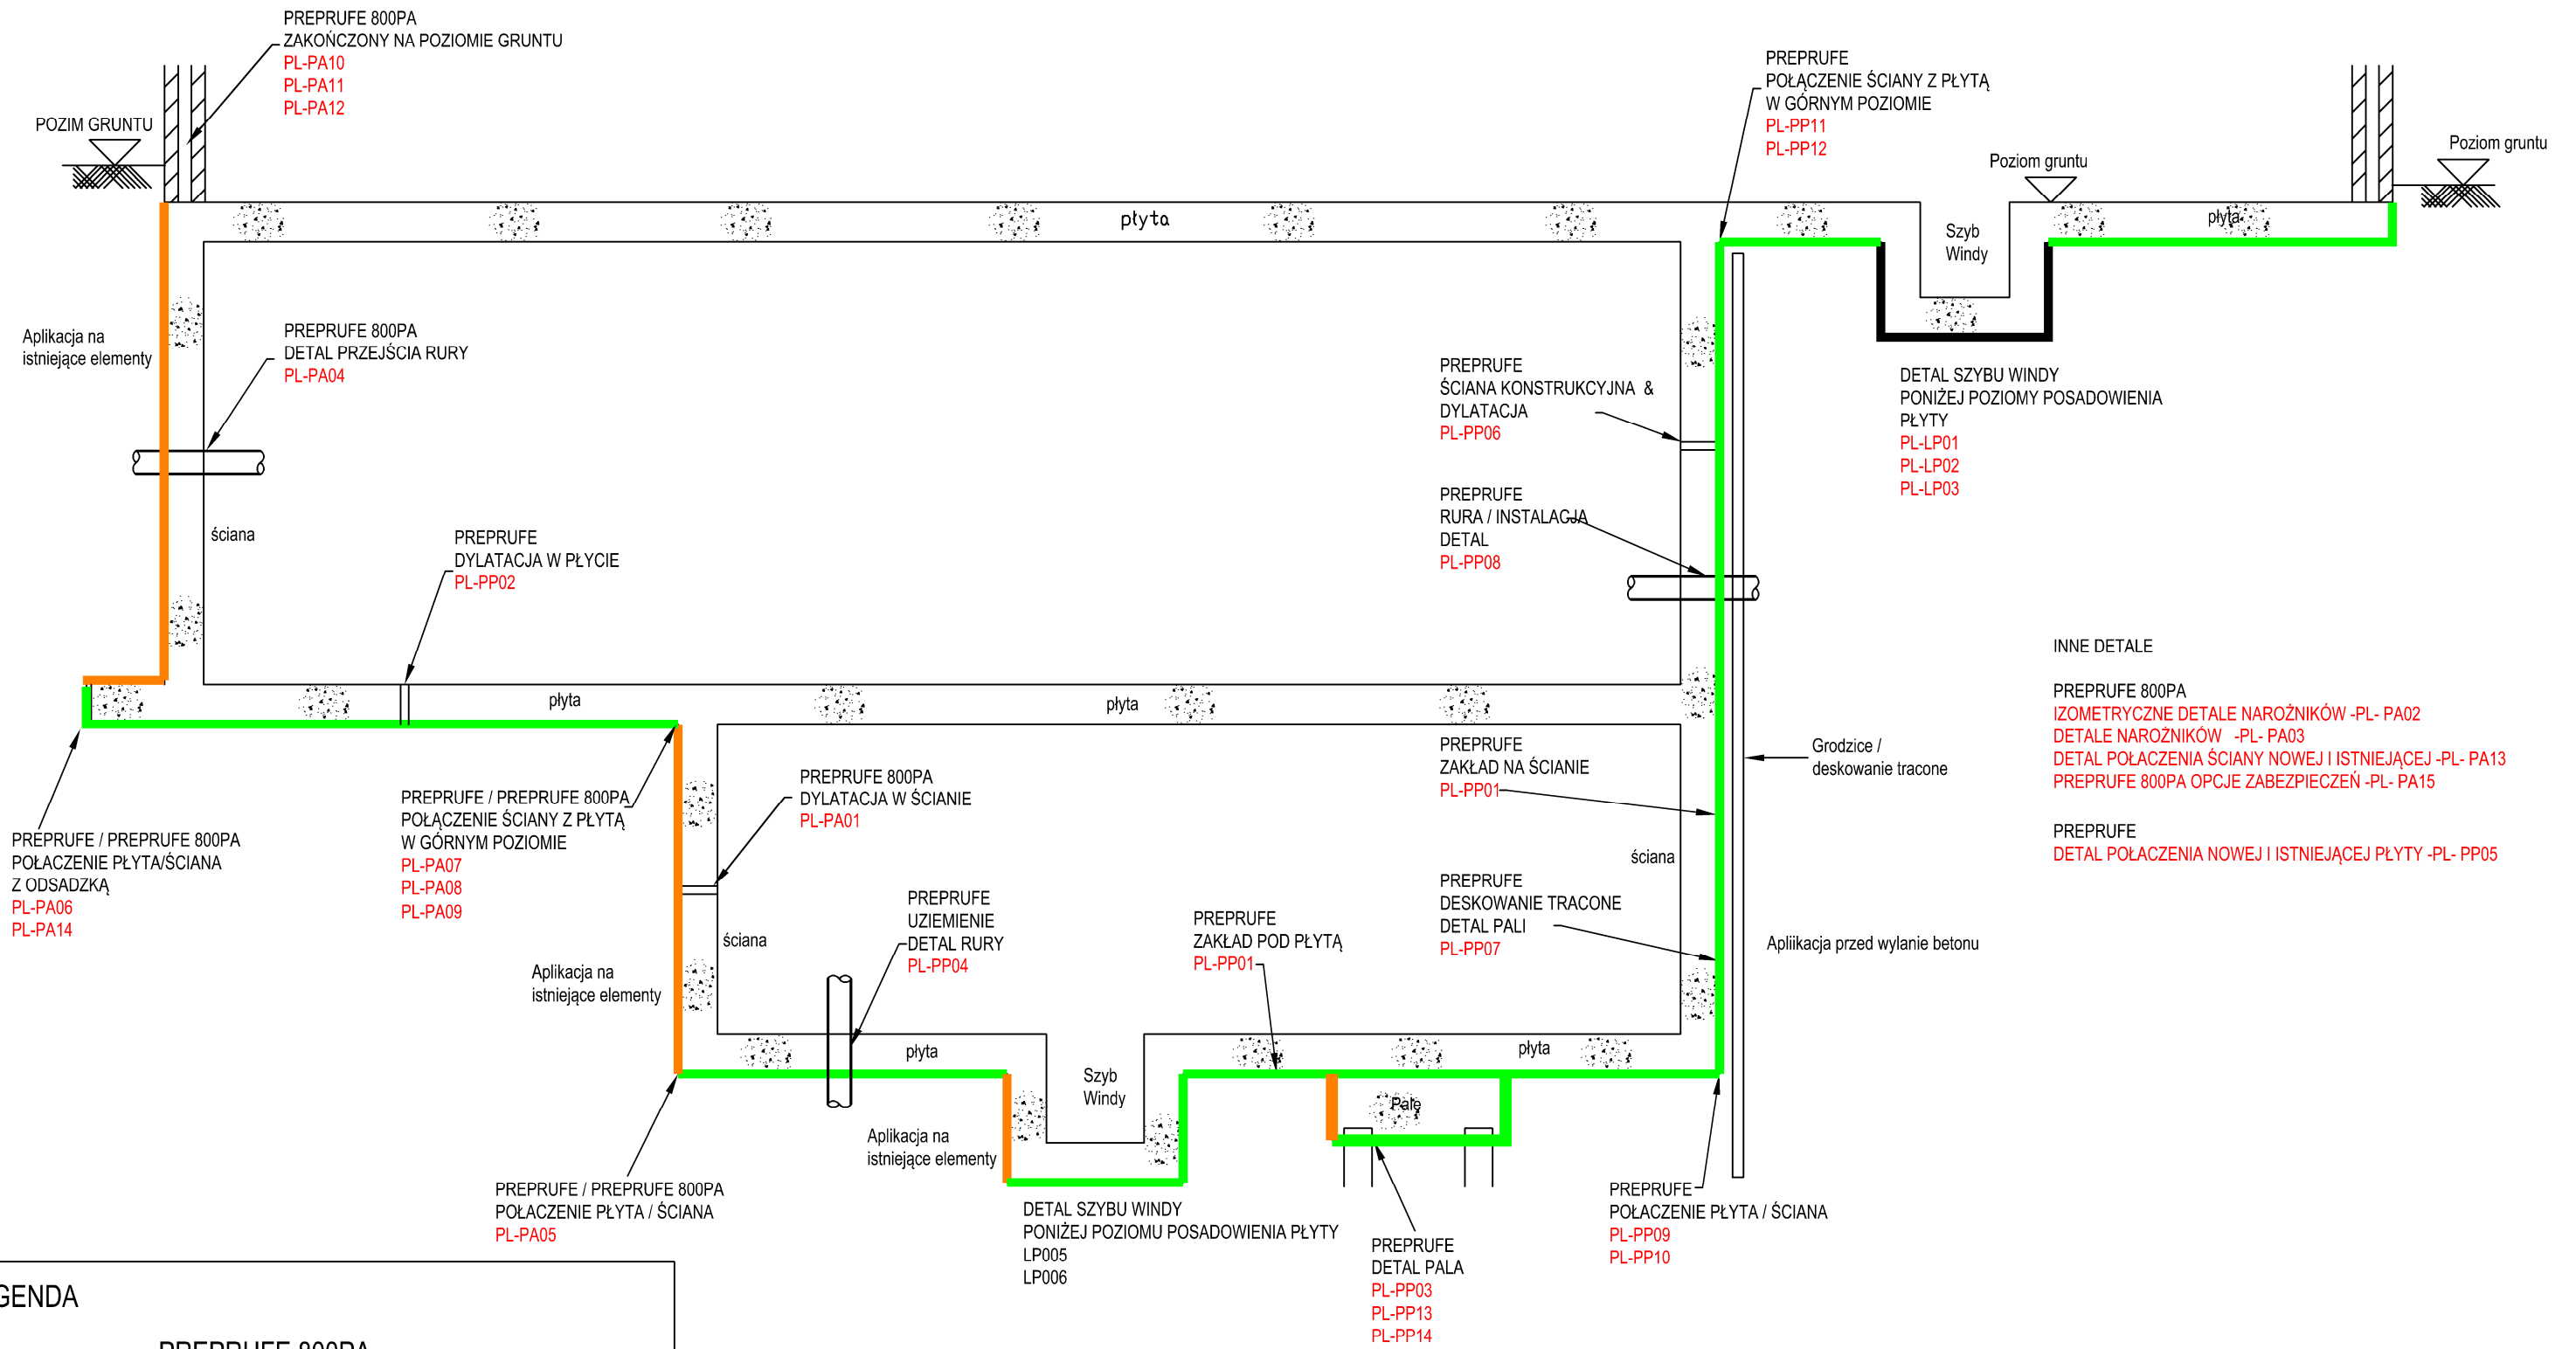 PREPRUFE 800PA
ZAKOŃCZONY NA POZIOMIE GRUNTU
PL-PA10
PL-PA11
PL-PA12
POZIM GRUNTU
PREPRUFE
POŁĄCZENIE ŚCIANY Z PŁYTĄ
W GÓRNYM POZIOMIE
PL-PP11
PL-PP12
Poziom gruntu
Poziom gruntu
płyta
płyta
Szyb
Windy
Aplikacja na
istniejące elementy
PREPRUFE 800PA
DETAL PRZEJŚCIA RURY
PL-PA04
PREPRUFE
ŚCIANA KONSTRUKCYJNA &
DYLATACJA
PL-PP06
DETAL SZYBU WINDY
PONIŻEJ POZIOMY POSADOWIENIA
PŁYTY
PL-LP01
PL-LP02
PL-LP03
PREPRUFE
RURA / INSTALACJA
DETAL
PL-PP08
ściana
PREPRUFE
DYLATACJA W PŁYCIE
PL-PP02
INNE DETALE
PREPRUFE 800PA
IZOMETRYCZNE DETALE NAROŻNIKÓW -PL- PA02
DETALE NAROŻNIKÓW -PL- PA03
DETAL POŁACZENIA ŚCIANY NOWEJ I ISTNIEJĄCEJ -PL- PA13
PREPRUFE 800PA OPCJE ZABEZPIECZEŃ -PL- PA15
PREPRUFE
DETAL POŁACZENIA NOWEJ I ISTNIEJĄCEJ PŁYTY -PL- PP05
płyta
płyta
PREPRUFE
ZAKŁAD NA ŚCIANIE
PL-PP01
Grodzice /
deskowanie tracone
PREPRUFE / PREPRUFE 800PA
POŁACZENIE PŁYTA/ŚCIANA
Z ODSADZKĄ
PL-PA06
PL-PA14
PREPRUFE / PREPRUFE 800PA
POŁĄCZENIE ŚCIANY Z PŁYTĄ
W GÓRNYM POZIOMIE
PL-PA07
PL-PA08
PL-PA09
PREPRUFE 800PA
DYLATACJA W ŚCIANIE
PL-PA01
ściana
PREPRUFE
DESKOWANIE TRACONE
DETAL PALI
PL-PP07
PREPRUFE
UZIEMIENIE
DETAL RURY
PL-PP04
PREPRUFE
ZAKŁAD POD PŁYTĄ
PL-PP01
ściana
Apliikacja przed wylanie betonu
Aplikacja na
istniejące elementy
płyta
płyta
Szyb
Windy
Pale
Aplikacja na
istniejące elementy
PREPRUFE / PREPRUFE 800PA
POŁACZENIE PŁYTA / ŚCIANA
PL-PA05
DETAL SZYBU WINDY
PONIŻEJ POZIOMU POSADOWIENIA PŁYTY
LP005
LP006
PREPRUFE
DETAL PALA
PL-PP03
PL-PP13
PL-PP14
PREPRUFE
POŁACZENIE PŁYTA / ŚCIANA
PL-PP09
PL-PP10
GENDA
PREPRUFE 800PA